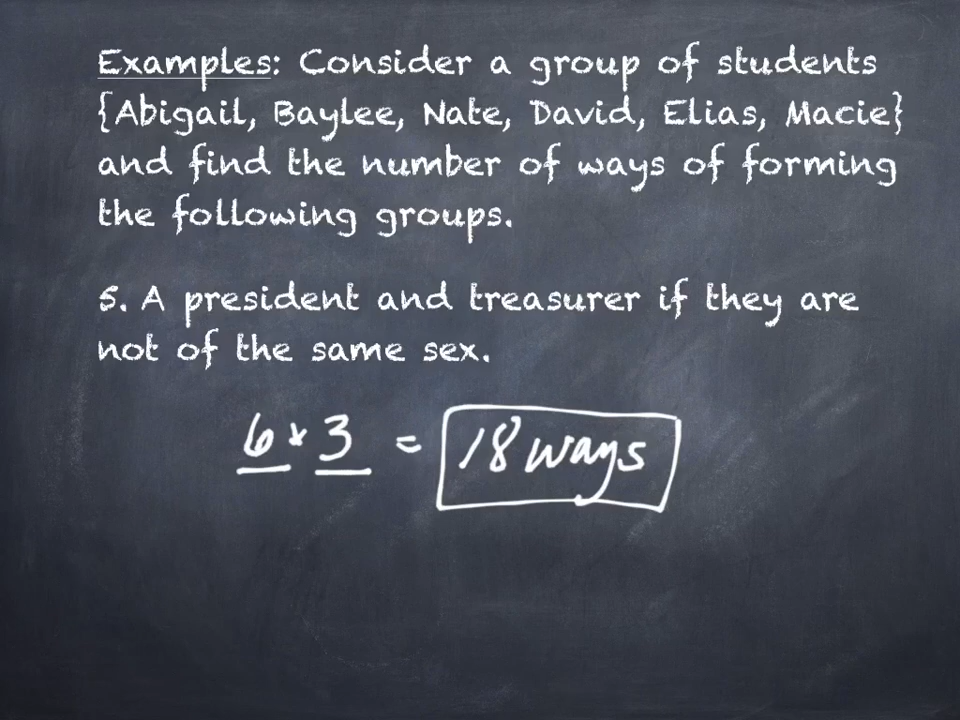 Examples: Consider a group of students
{Abigail, Baylee, Nate, David, Elias, Macie}
and find the number of ways of forming
the following groups.
5. A president and treasurer if they are
not of the same sex.
6 × 3 = 18 ways